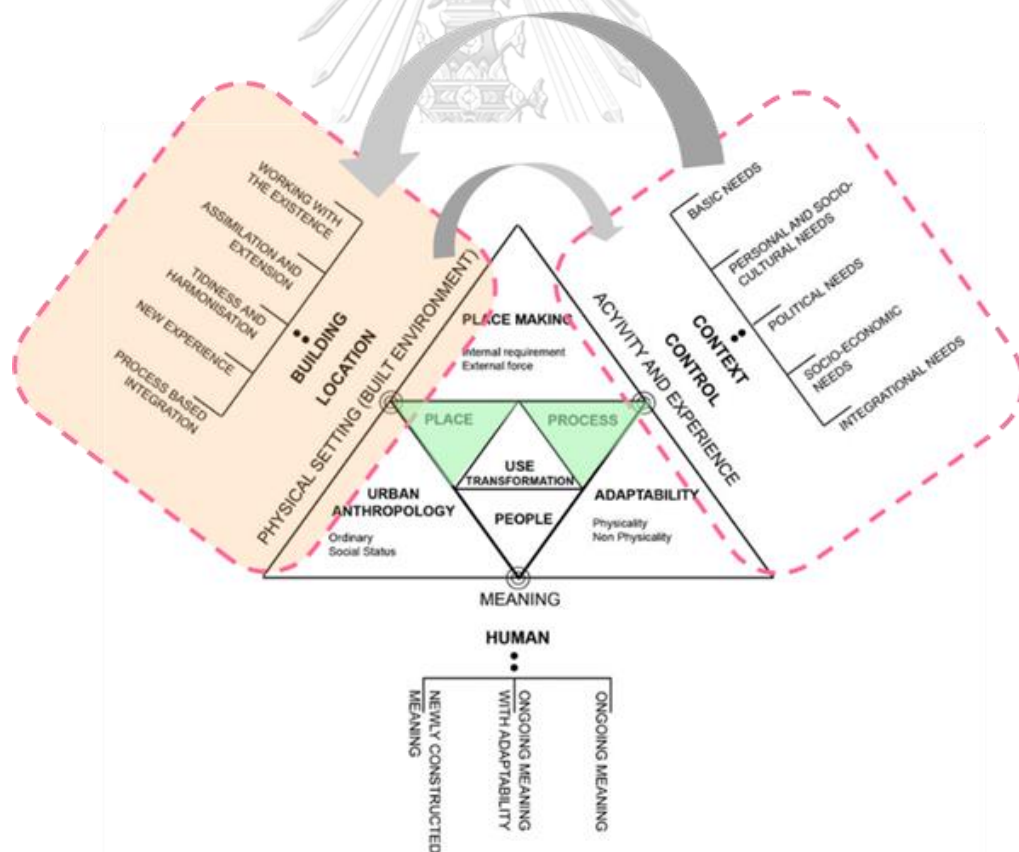 WORKING WITH
THE EXISTENCE
ASSIMILATION AND
EXTENSION
TIDINESS AND
HARMONISATION
NEW EXPERIENCE
PROCESS BASED
INTEGRATION
BUILDING
LOCATION
PHYSICAL SETTING (BUILT ENVIRONMENT)
BASIC NEEDS
PERSONAL AND SOCIO-
CULTURAL NEEDS
POLITICAL NEEDS
SOCIO-ECONOMIC
NEEDS
INTEGRATIONAL NEEDS
CONTEXT
CONTROL
ACYIVITY AND EXPERIENCE
PLACE MAKING
Internal requirement
External force
PLACE
PROCESS
USE
TRANSFORMATION
PEOPLE
URBAN
ANTHROPOLOGY
Ordinary
Social Status
ADAPTABILITY
Physicality
Non Physicality
MEANING
HUMAN
NEWLY CONSTRUCTED
MEANING
ONGOING MEANING
WITH ADAPTABILITY
ONGOING MEANING